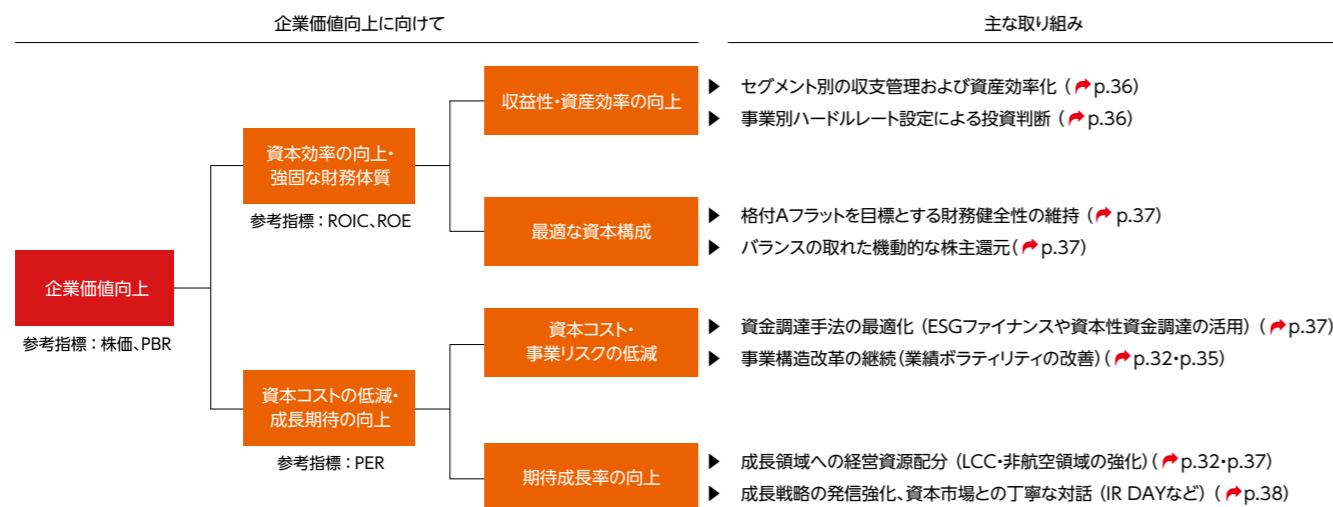 企業価値向上に向けて
主な取り組み
企業価値向上
参考指標：株価、PBR
資本効率の向上・
強固な財務体質
参考指標：ROIC、ROE
収益性・資産効率の向上
▶ セグメント別の収支管理および資産効率化（p.36）
▶ 事業別ハードルレート設定による投資判断（p.36）
最適な資本構成
▶ 格付Aフラットを目標とする財務健全性の維持（p.37）
▶ バランスの取れた機動的な株主還元（p.37）
資本コストの低減・
成長期待の向上
参考指標：PER
資本コスト・
事業リスクの低減
▶ 資金調達手法の最適化（ESGファイナンスや資本性資金調達の活用）（p.37）
▶ 事業構造改革の継続（業績ボラティリティの改善）（p.32・p.35）
期待成長率の向上
▶ 成長領域への経営資源配分（LCC・非航空領域の強化）（p.32・p.37）
▶ 成長戦略の発信強化、資本市場との丁寧な対話（IR DAYなど）（p.38）